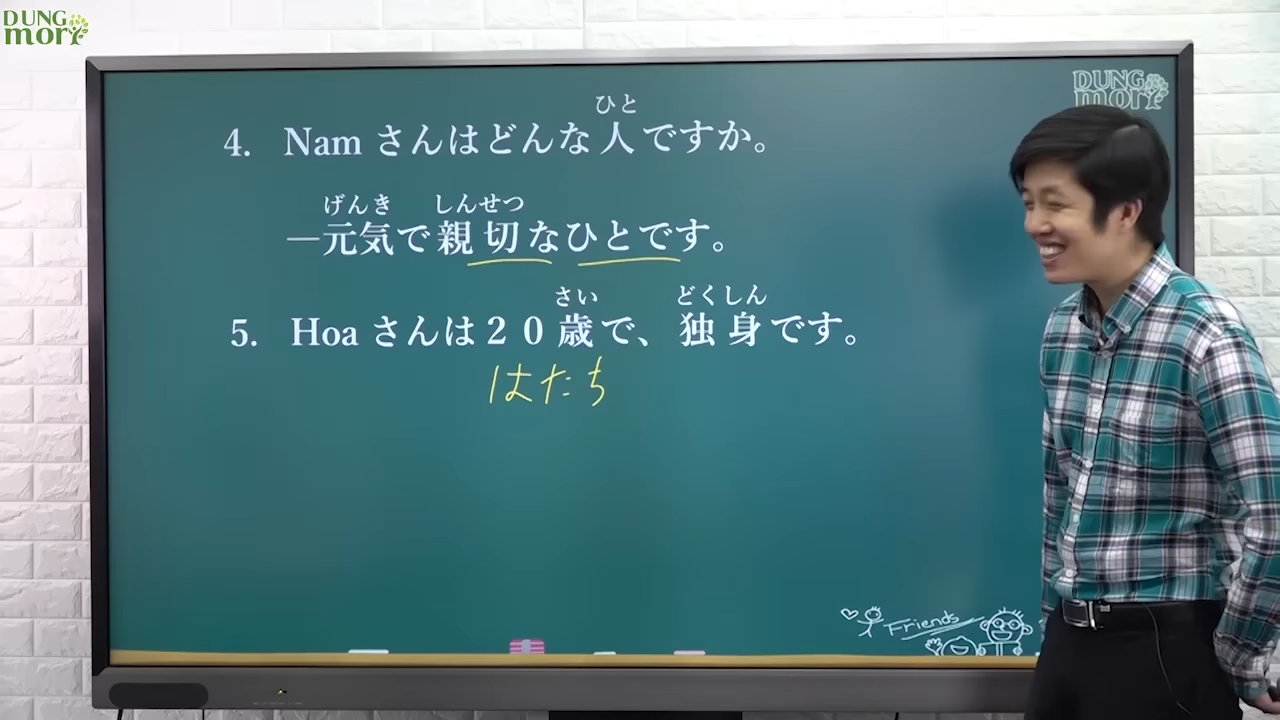 DUNG
mori
DUNG
mori
ひと
4. Nam さんはどんな人ですか。
げんき しんせつ
—元気で親切なひとです。
さい どくしん
5. Hoa さんは20歳で、独身です。
はたち
Friends